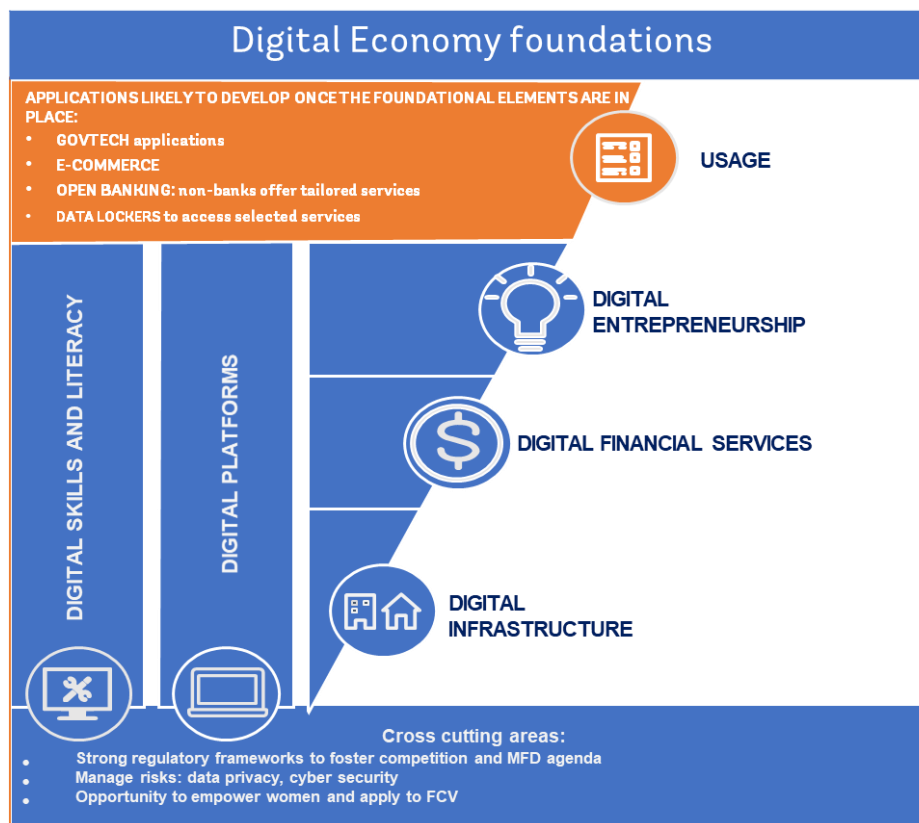 Digital Economy foundations
APPLICATIONS LIKELY TO DEVELOP ONCE THE FOUNDATIONAL ELEMENTS ARE IN
PLACE:
• GOVTECH applications
• E-COMMERCE
• OPEN BANKING: non-banks offer tailored services
• DATA LOCKERS to access selected services
USAGE
DIGITAL SKILLS AND LITERACY
DIGITAL PLATFORMS
DIGITAL
ENTREPRENEURSHIP
DIGITAL FINANCIAL SERVICES
DIGITAL
INFRASTRUCTURE
Cross cutting areas:
• Strong regulatory frameworks to foster competition and MFD agenda
• Manage risks: data privacy, cyber security
• Opportunity to empower women and apply to FCV